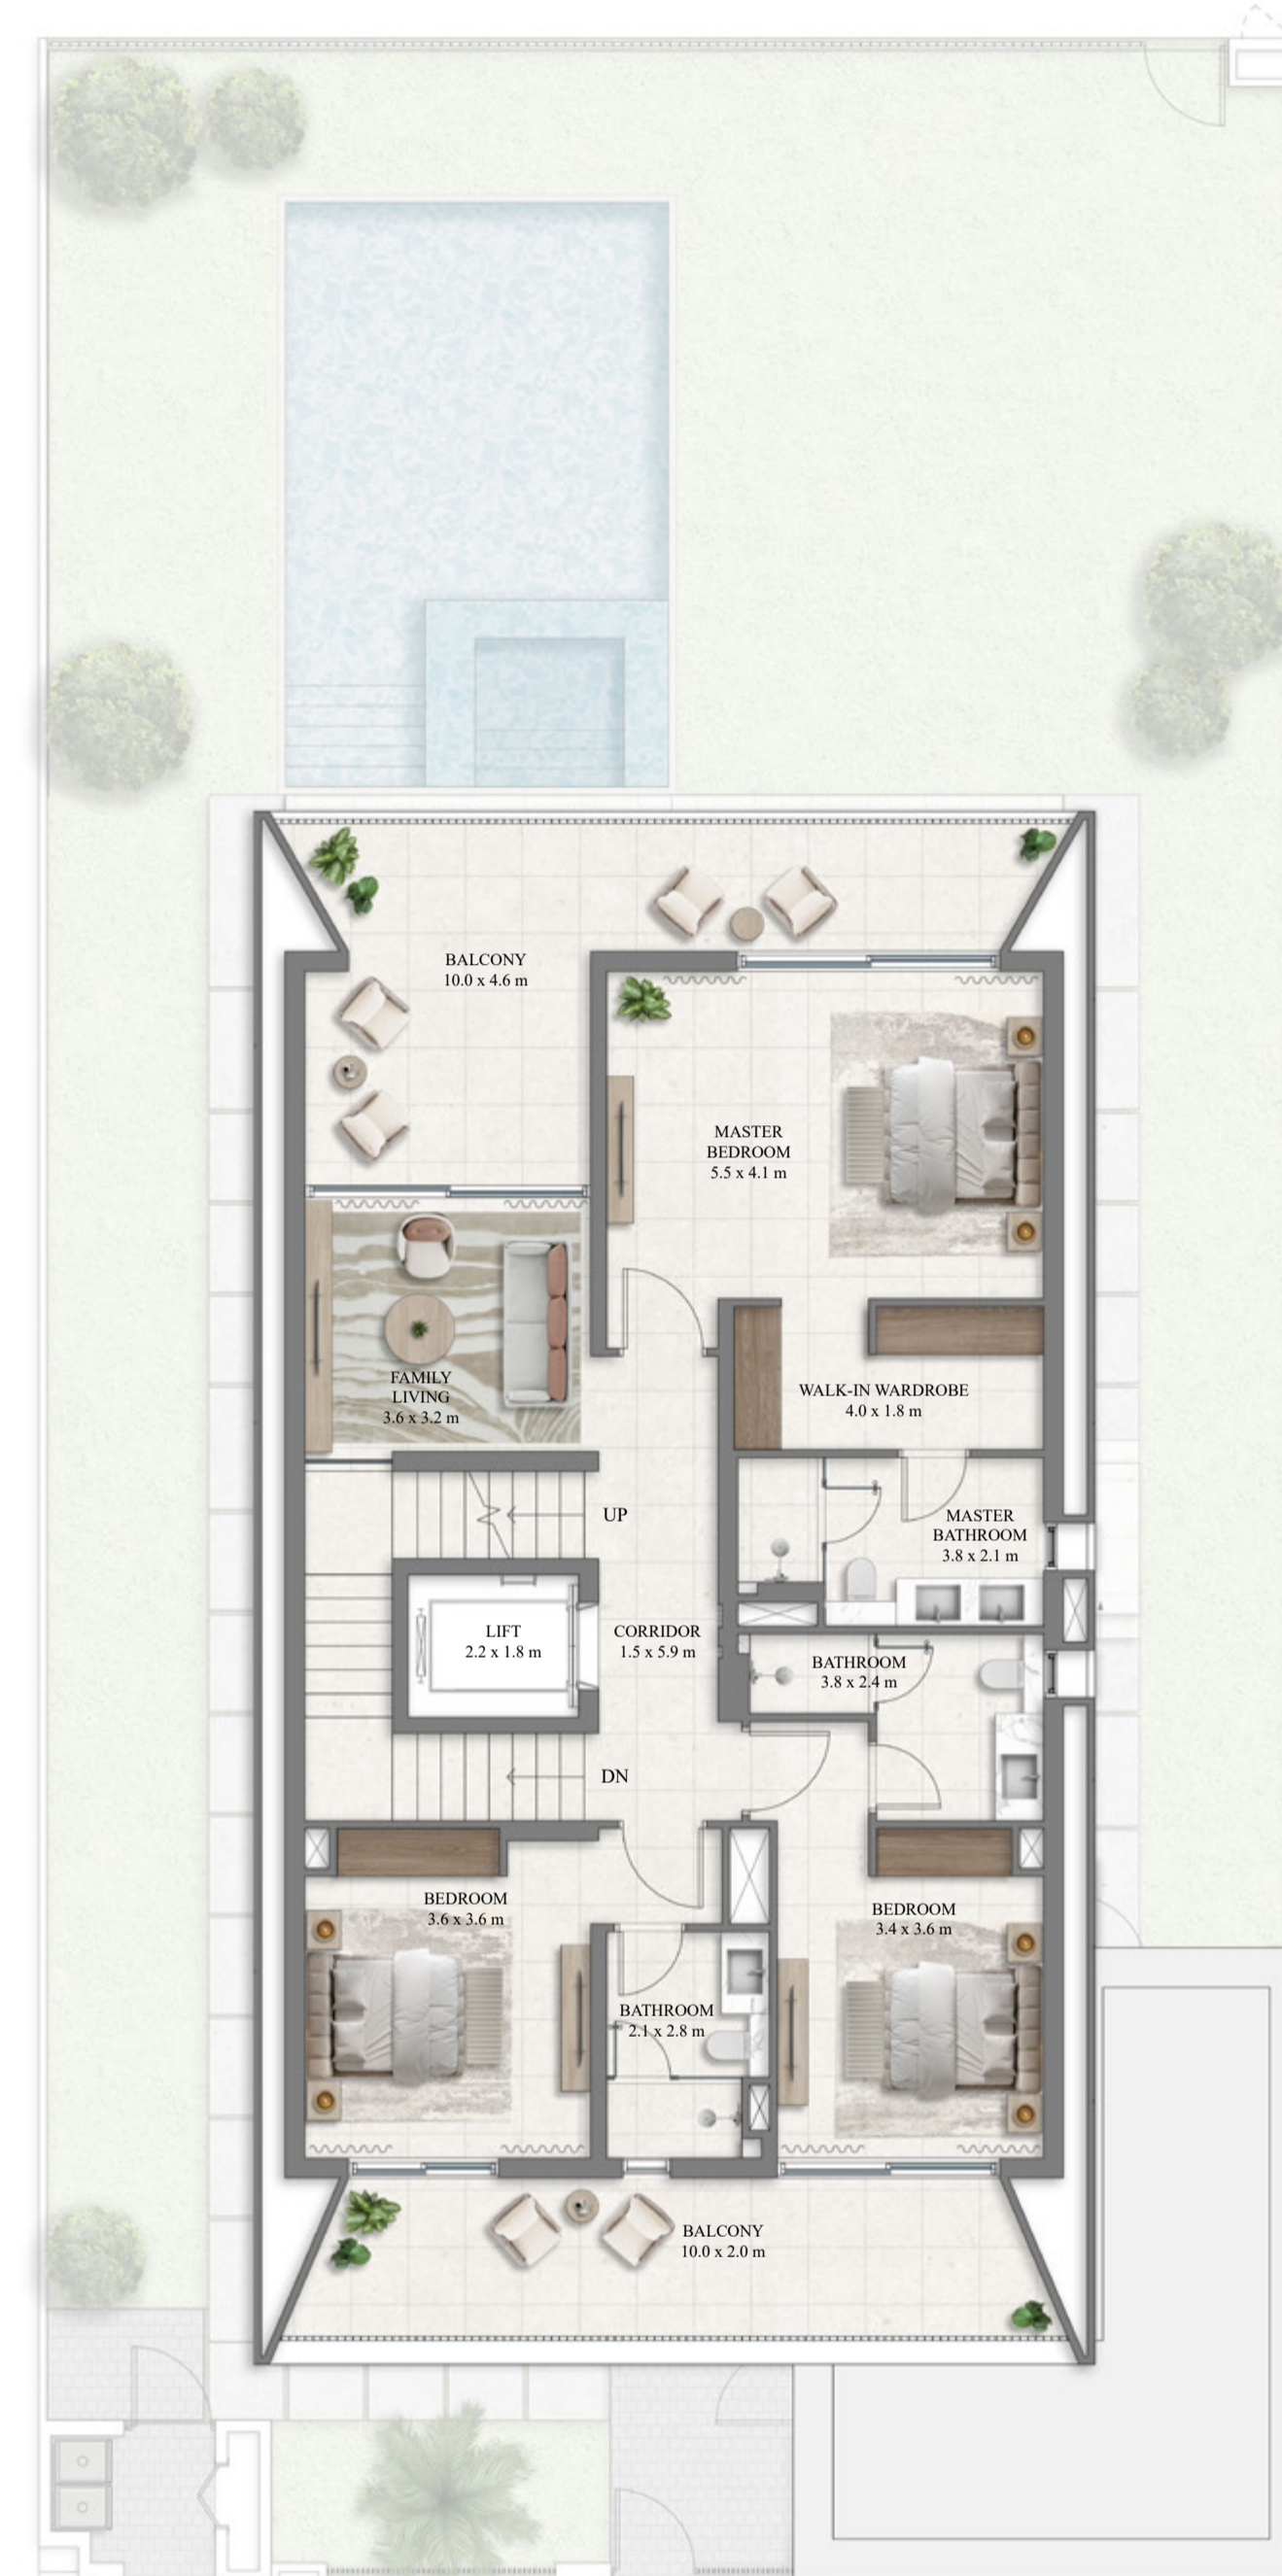 BALCONY
10.0 x 4.6 m
MASTER
BEDROOM
5.5 x 4.1 m
FAMILY
LIVING
3.6 x 3.2 m
WALK-IN WARDROBE
4.0 x 1.8 m
UP
MASTER
BATHROOM
3.8 x 2.1 m
LIFT
2.2 x 1.8 m
CORRIDOR
1.5 x 5.9 m
BATHROOM
3.8 x 2.4 m
DN
BEDROOM
3.6 x 3.6 m
BEDROOM
3.4 x 3.6 m
BATHROOM
2.1 x 2.8 m
BALCONY
10.0 x 2.0 m